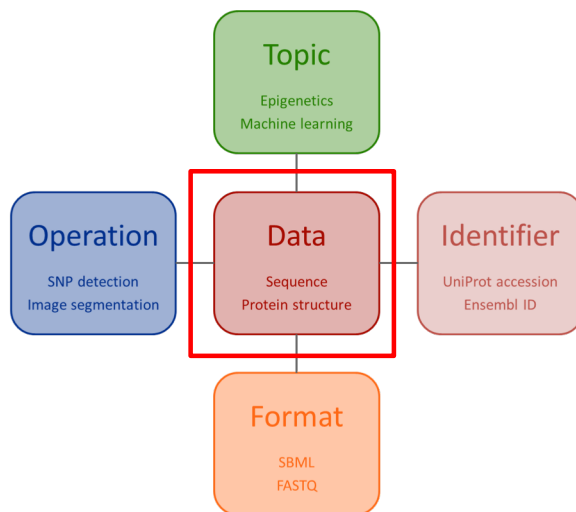 Topic
Epigenetics
Machine learning
Operation
SNP detection
Image segmentation
Data
Sequence
Protein structure
Identifier
UniProt accession
Ensembl ID
Format
SBML
FASTQ